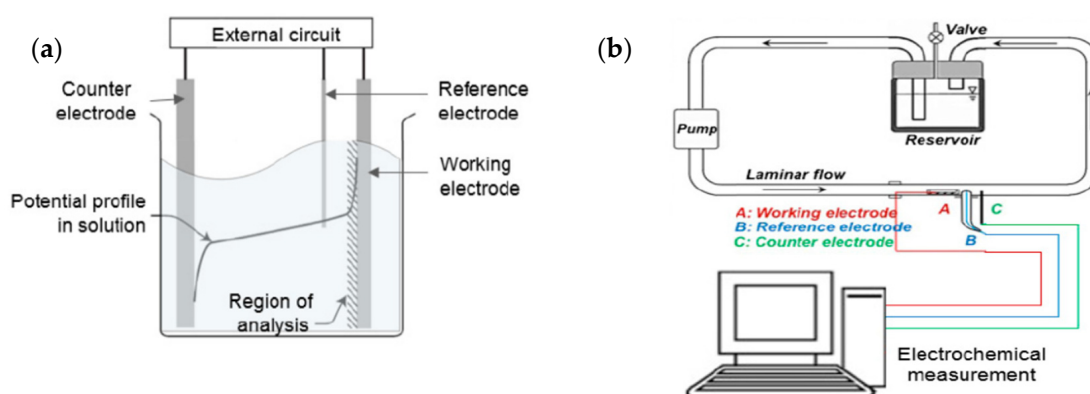 (a)
External circuit
Counter
electrode
Reference
electrode
Working
electrode
Potential profile
in solution
Region of
analysis
(b)
Valve
Pump
Reservoir
Laminar flow
A
C
A: Working electrode
B: Reference electrode
C: Counter electrode
B
Electrochemical
measurement